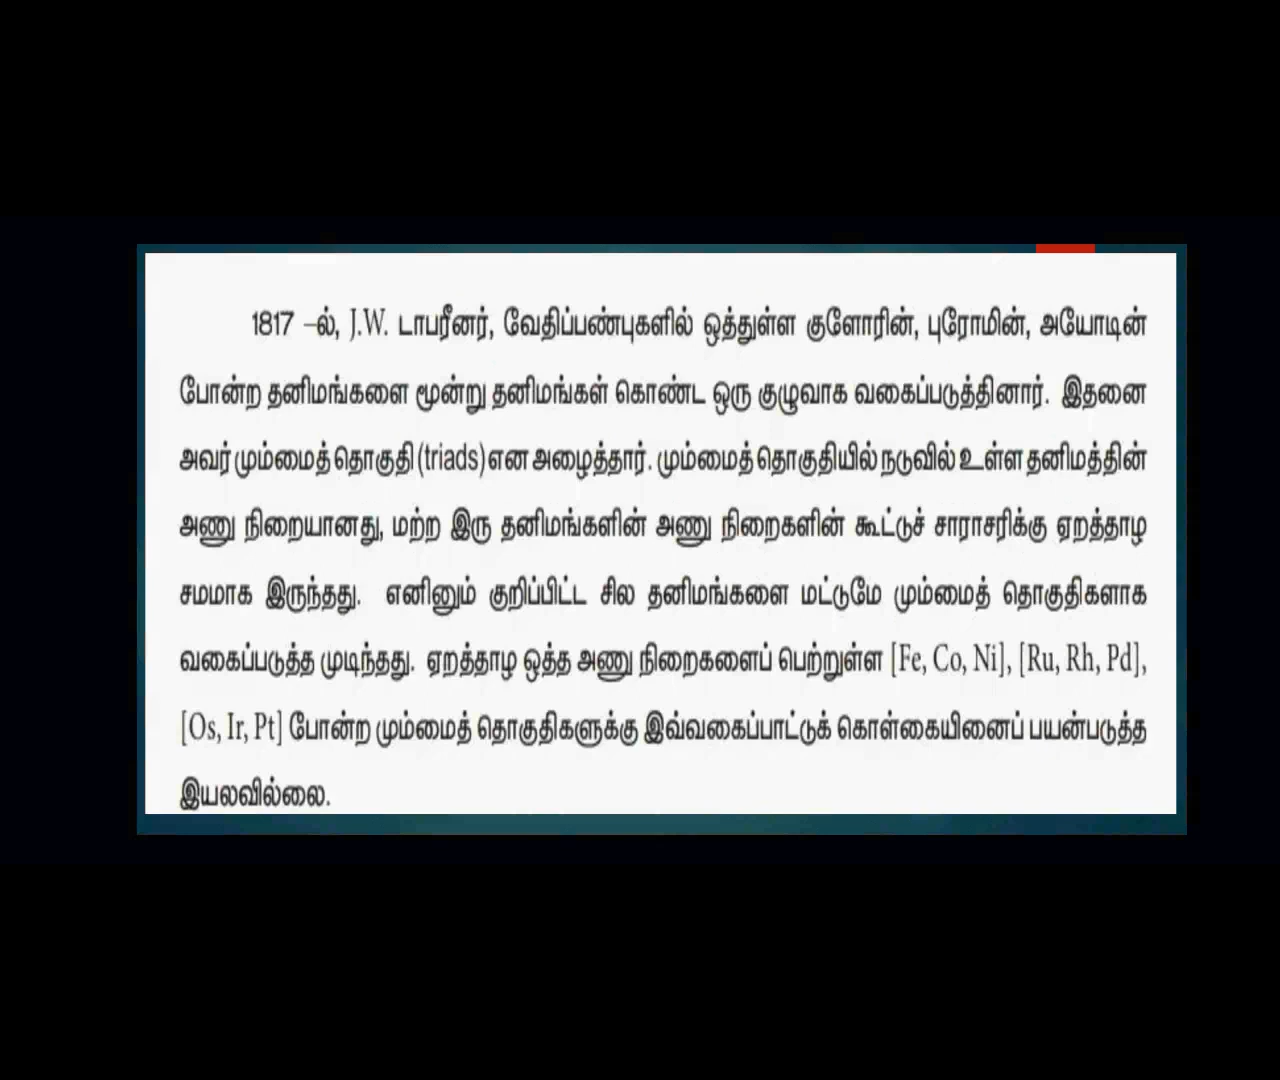 1817 –ல், J.W. டாபரீனர், வேதிப்பண்புகளில் ஒத்துள்ள குளோரின், புரோமின், அயோடின்
போன்ற தனிமங்களை மூன்று தனிமங்கள் கொண்ட ஒரு குழுவாக வகைப்படுத்தினார். இதனை
அவர் மும்மைத் தொகுதி (triads) என அழைத்தார். மும்மைத் தொகுதியில் நடுவில் உள்ள தனிமத்தின்
அணு நிறையானது, மற்ற இரு தனிமங்களின் அணு நிறைகளின் கூட்டுச் சாராசரிக்கு ஏறத்தாழ
சமமாக இருந்தது. எனினும் குறிப்பிட்ட சில தனிமங்களை மட்டுமே மும்மைத் தொகுதிகளாக
வகைப்படுத்த முடிந்தது. ஏறத்தாழ ஒத்த அணு நிறைகளைப் பெற்றுள்ள [Fe, Co, Ni], [Ru, Rh, Pd],
[Os, Ir, Pt] போன்ற மும்மைத் தொகுதிகளுக்கு இவ்வகைப்பாட்டுக் கொள்கையினைப் பயன்படுத்த
இயலவில்லை.